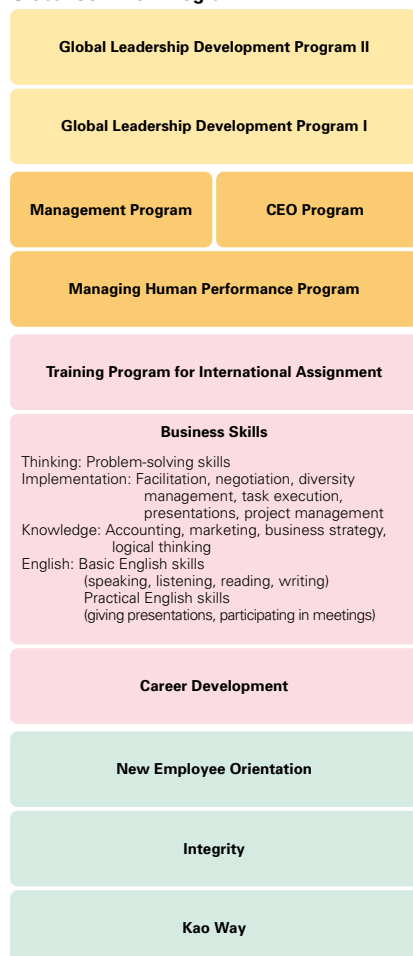 Global Leadership Development Program II
Global Leadership Development Program I
Management Program
CEO Program
Managing Human Performance Program
Training Program for International Assignment
Business Skills
Thinking: Problem-solving skills
Implementation: Facilitation, negotiation, diversity
management, task execution,
presentations, project management
Knowledge: Accounting, marketing, business strategy,
logical thinking
English: Basic English skills
(speaking, listening, reading, writing)
Practical English skills
(giving presentations, participating in meetings)
Career Development
New Employee Orientation
Integrity
Kao Way